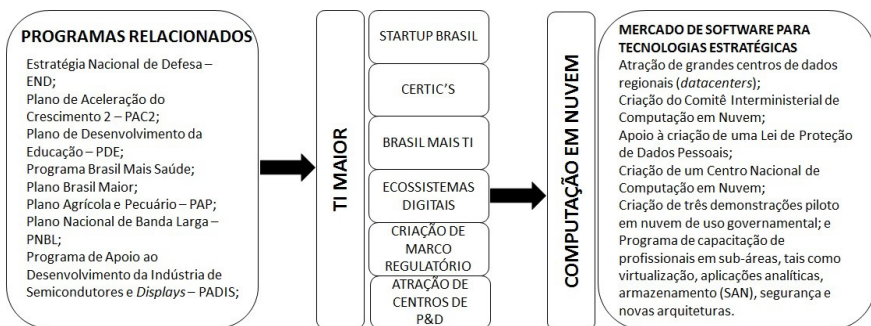 PROGRAMAS RELACIONADOS
Estratégia Nacional de Defesa –
END;
Plano de Aceleração do
Crescimento 2 – PAC2;
Plano de Desenvolvimento da
Educação – PDE;
Programa Brasil Mais Saúde;
Plano Brasil Maior;
Plano Agrícola e Pecuário – PAP;
Plano Nacional de Banda Larga –
PNBL;
Programa de Apoio ao
Desenvolvimento da Indústria de
Semicondutores e Displays – PADIS;
TI MAIOR
STARTUP BRASIL
CERTIC'S
BRASIL MAIS TI
ECOSSISTEMAS
DIGITAIS
CRIAÇÃO DE
MARCO
REGULATÓRIO
ATRAÇÃO DE
CENTROS DE
P&D
COMPUTAÇÃO EM NUVEM
MERCADO DE SOFTWARE PARA
TECNOLOGIAS ESTRATÉGICAS
Atração de grandes centros de dados
regionais (datacenters);
Criação do Comitê Interministerial de
Computação em Nuvem;
Apoio à criação de uma Lei de Proteção
de Dados Pessoais;
Criação de um Centro Nacional de
Computação em Nuvem;
Criação de três demonstrações piloto
em nuvem de uso governamental; e
Programa de capacitação de
profissionais em sub-áreas, tais como
virtualização, aplicações analíticas,
armazenamento (SAN), segurança e
novas arquiteturas.